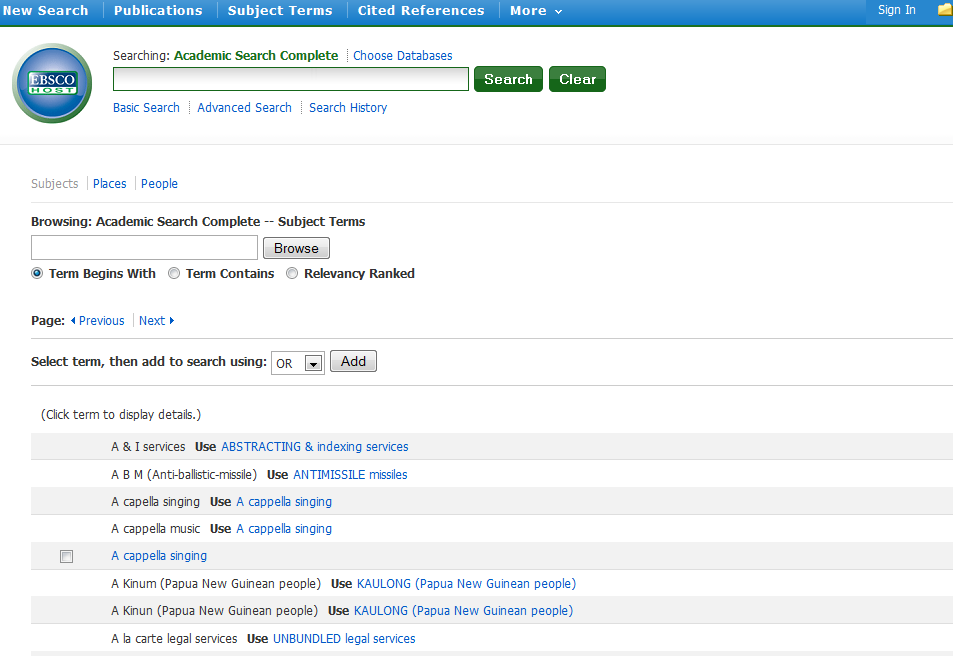 New Search Publications Subject Terms Cited References More Sign In
Searching: Academic Search Complete Choose Databases
EBSCO
HOST
Search Clear
Basic Search Advanced Search Search History
Subjects Places People
Browsing: Academic Search Complete -- Subject Terms
Browse
Term Begins With Term Contains Relevancy Ranked
Page: Previous Next
Select term, then add to search using: OR Add
(Click term to display details.)
A & I services Use ABSTRACTING & indexing services
A B M (Anti-ballistic-missile) Use ANTIMISSILE missiles
A capella singing Use A cappella singing
A cappella music Use A cappella singing
A cappella singing
A Kinum (Papua New Guinean people) Use KAULONG (Papua New Guinean people)
A Kinun (Papua New Guinean people) Use KAULONG (Papua New Guinean people)
A la carte legal services Use UNBUNDLED legal services